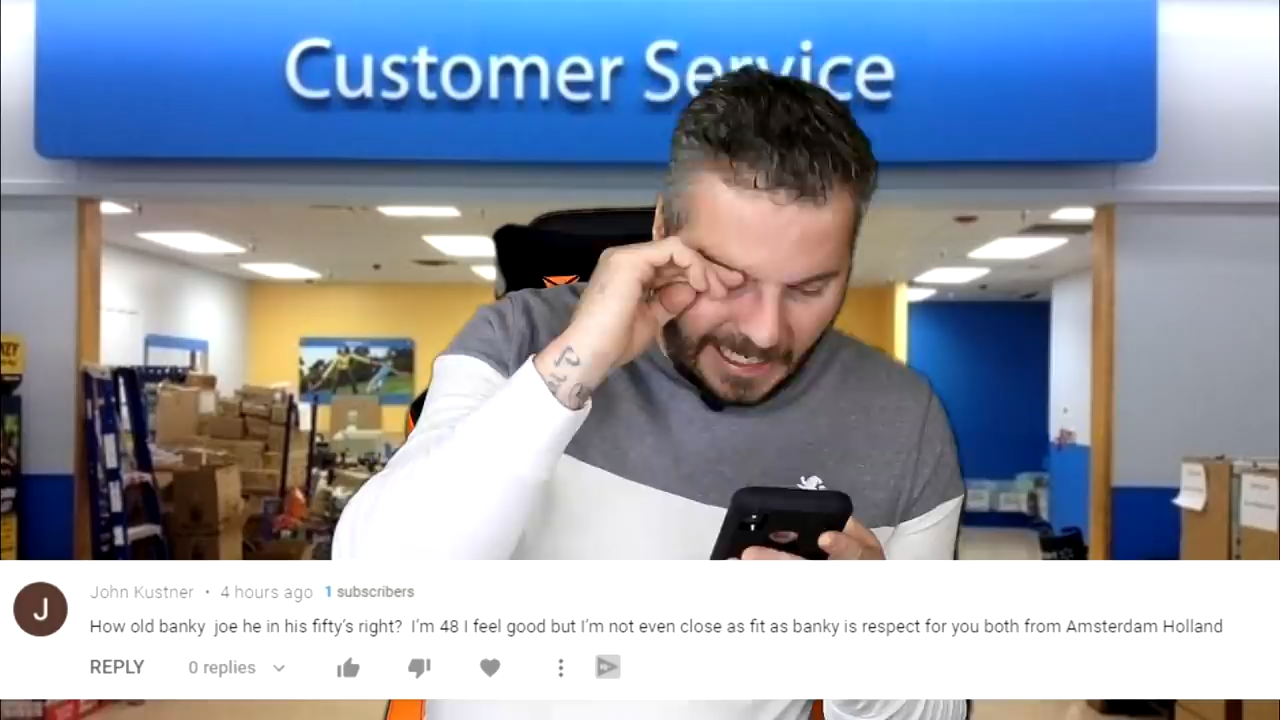 Customer Service
John Kustner • 4 hours ago 1 subscribers
How old banky joe he in his fifty's right? I'm 48 I feel good but I'm not even close as fit as banky is respect for you both from Amsterdam Holland
REPLY 0 replies
J